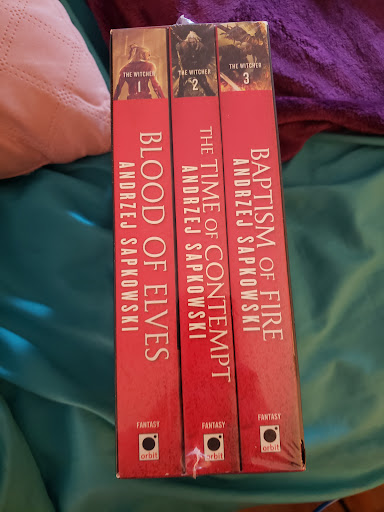 THE WITCHER
1
BLOOD OF ELVES
ANDRZEJ SAPKOWSKI
FANTASY
orbit
THE WITCHER
2
THE TIME OF CONTEMPT
ANDRZEJ SAPKOWSKI
FANTASY
orbit
THE WITCHER
3
BAPTISM OF FIRE
ANDRZEJ SAPKOWSKI
FANTASY
orbit